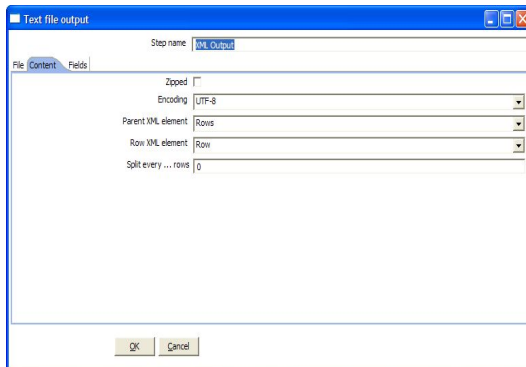 Text file output
Step name XML Output
File Content Fields
Zipped
Encoding UTF-8
Parent XML element Rows
Row XML element Row
Split every ... rows 0
OK Cancel